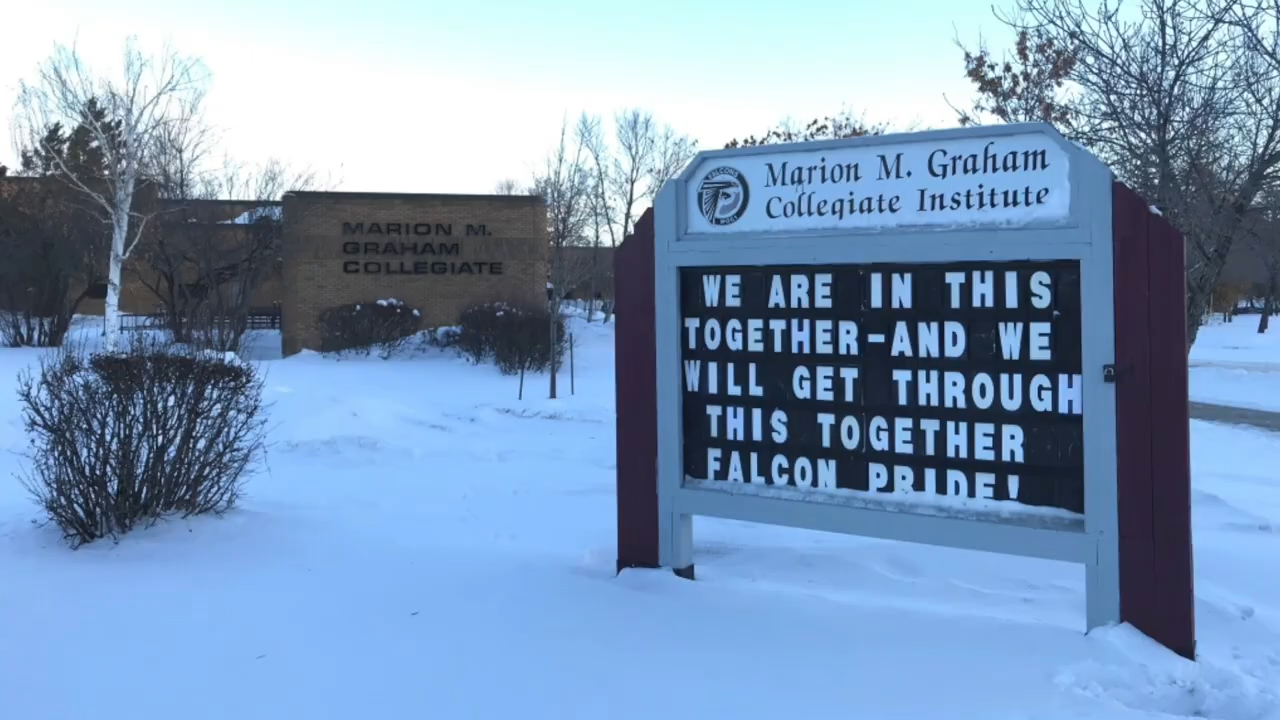 MARION M.
GRAHAM
COLLEGIATE
FALCONS
Marion M. Graham
Collegiate Institute
WE ARE IN THIS
TOGETHER-AND WE
WILL GET THROUGH
THIS TOGETHER
FALCON PRIDE!